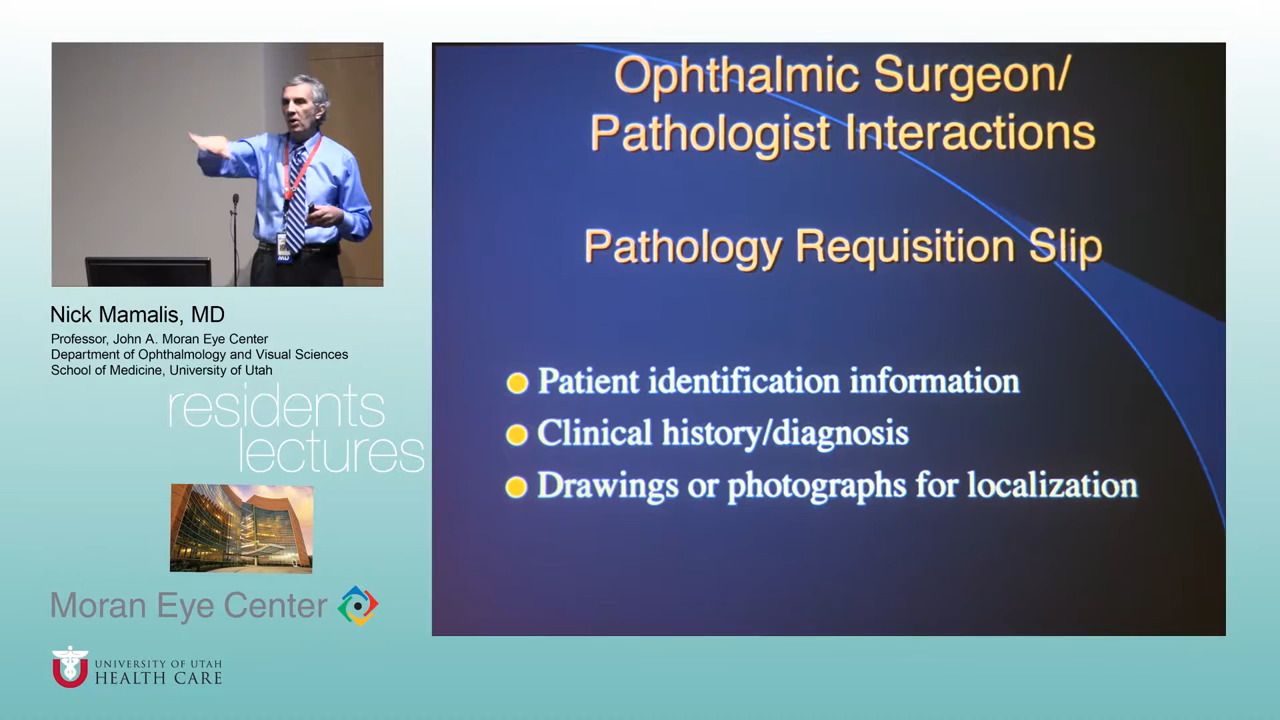 Ophthalmic Surgeon/
Pathologist Interactions
Pathology Requisition Slip
Patient identification information
Clinical history/diagnosis
Drawings or photographs for localization
Nick Mamalis, MD
Professor, John A. Moran Eye Center
Department of Ophthalmology and Visual Sciences
School of Medicine, University of Utah
residents
lectures
Moran Eye Center
UNIVERSITY OF UTAH
HEALTH CARE